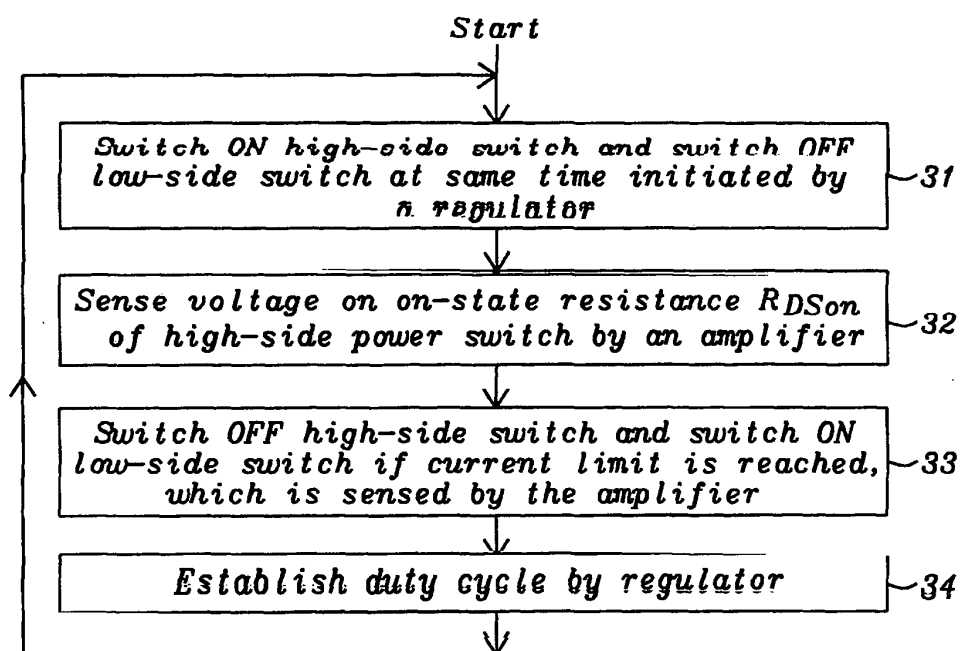 Start
Switch ON high-side switch and switch OFF
low-side switch at same time initiated by
a regulator
31
Sense voltage on on-state resistance RDSon
of high-side power switch by an amplifier
32
Switch OFF high-side switch and switch ON
low-side switch if current limit is reached,
which is sensed by the amplifier
33
Establish duty cycle by regulator
34